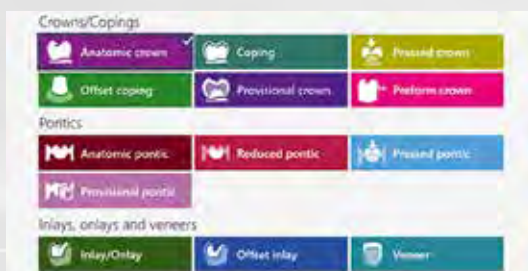 Crowns/Copings
Anatomic crown Coping Pressed crown
Offset coping Provisional crown Preform crown
Pontics
Anatomic pontic Reduced pontic Pressed pontic
Provisional pontic
Inlays, onlays and veneers
Inlay/Onlay Offset inlay Veneer